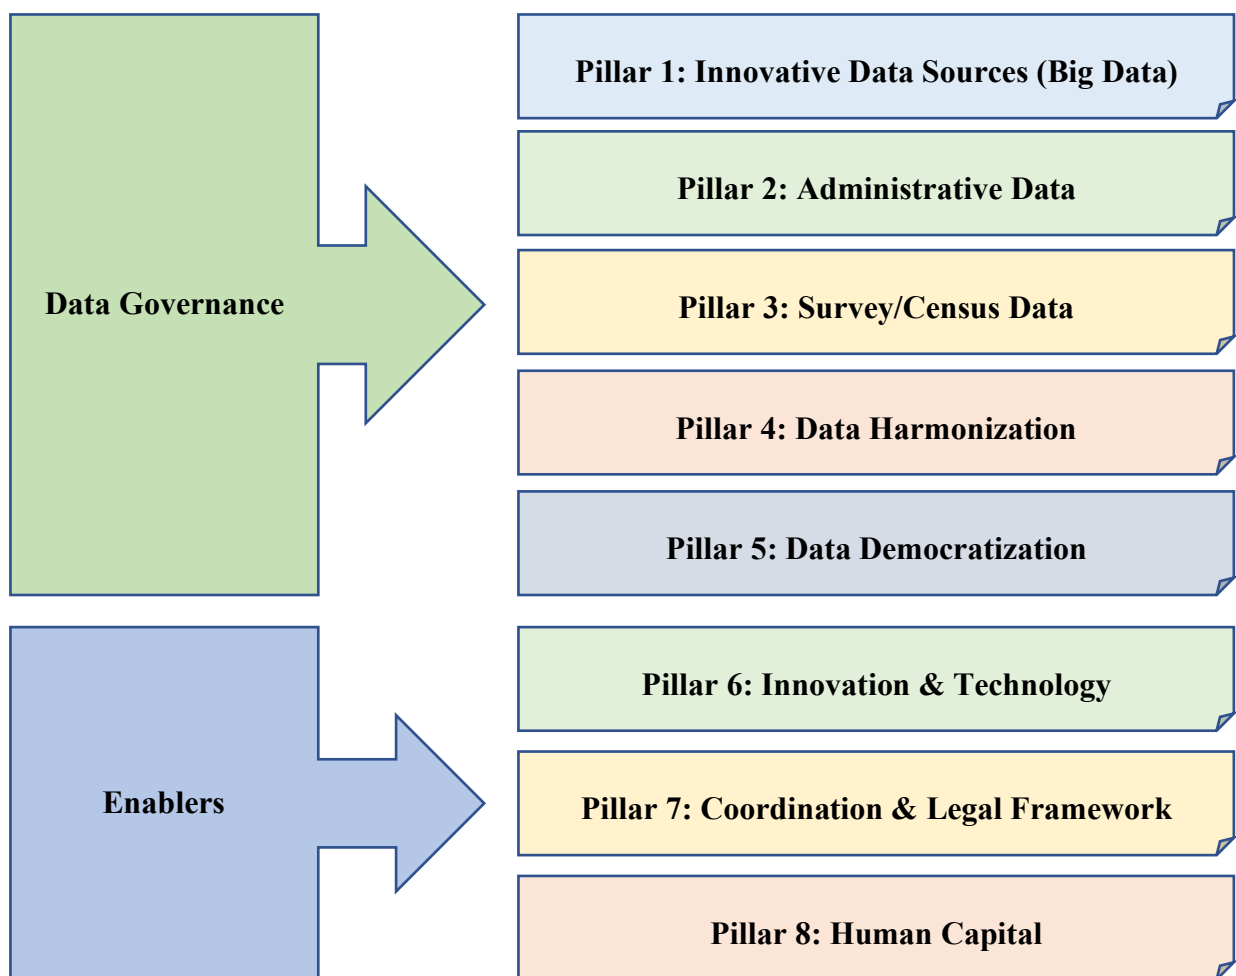 Data Governance
Pillar 1: Innovative Data Sources (Big Data)
Pillar 2: Administrative Data
Pillar 3: Survey/Census Data
Pillar 4: Data Harmonization
Pillar 5: Data Democratization
Enablers
Pillar 6: Innovation & Technology
Pillar 7: Coordination & Legal Framework
Pillar 8: Human Capital